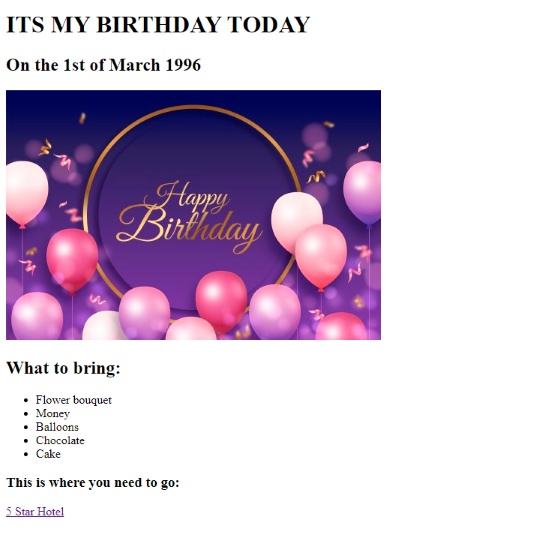 ITS MY BIRTHDAY TODAY
On the 1st of March 1996
Happy
Birthday
What to bring:
Flower bouquet
Money
Balloons
Chocolate
Cake
This is where you need to go:
5 Star Hotel